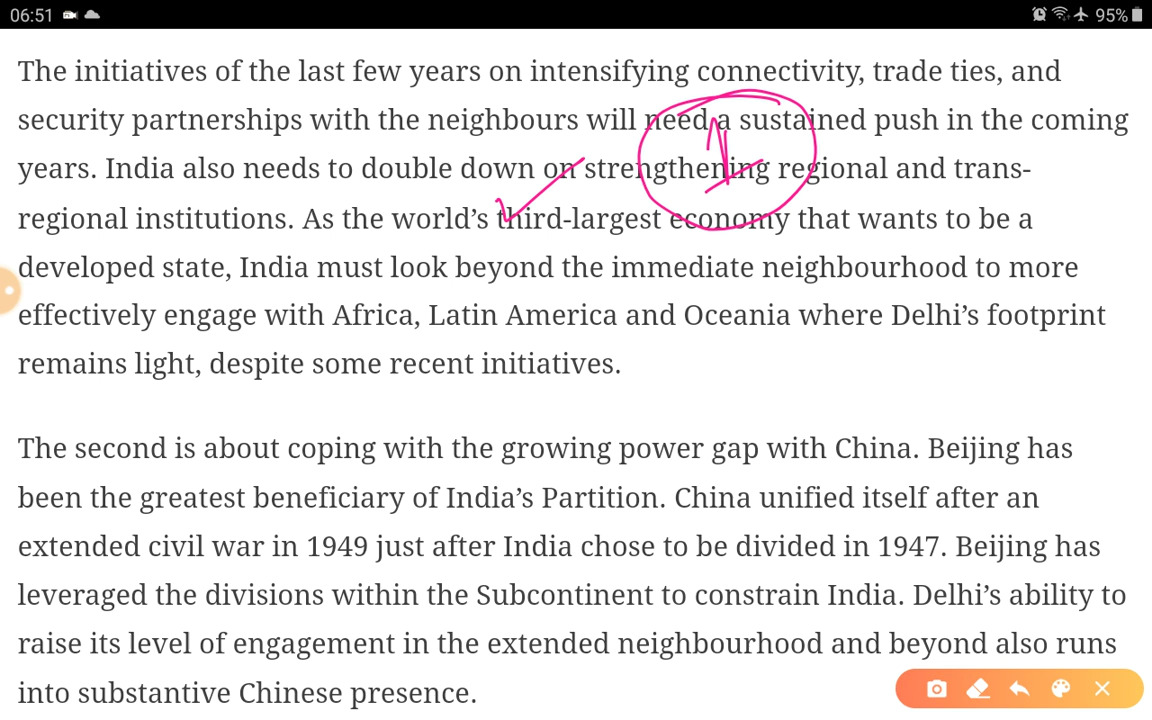 06:51 95%
The initiatives of the last few years on intensifying connectivity, trade ties, and
security partnerships with the neighbours will need a sustained push in the coming
years. India also needs to double down on strengthening regional and trans-
regional institutions. As the world’s third-largest economy that wants to be a
developed state, India must look beyond the immediate neighbourhood to more
effectively engage with Africa, Latin America and Oceania where Delhi’s footprint
remains light, despite some recent initiatives.
1
The second is about coping with the growing power gap with China. Beijing has
been the greatest beneficiary of India’s Partition. China unified itself after an
extended civil war in 1949 just after India chose to be divided in 1947. Beijing has
leveraged the divisions within the Subcontinent to constrain India. Delhi’s ability to
raise its level of engagement in the extended neighbourhood and beyond also runs
into substantive Chinese presence.